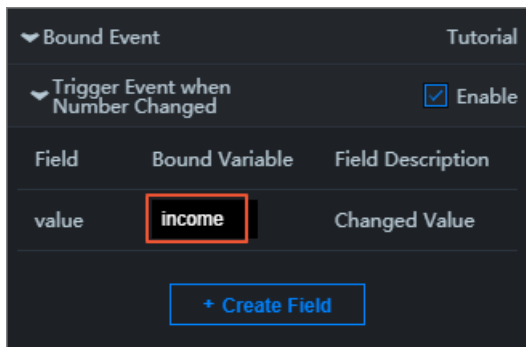 Bound Event Tutorial
Trigger Event when
Number Changed Enable
Field Bound Variable Field Description
value income Changed Value
+ Create Field